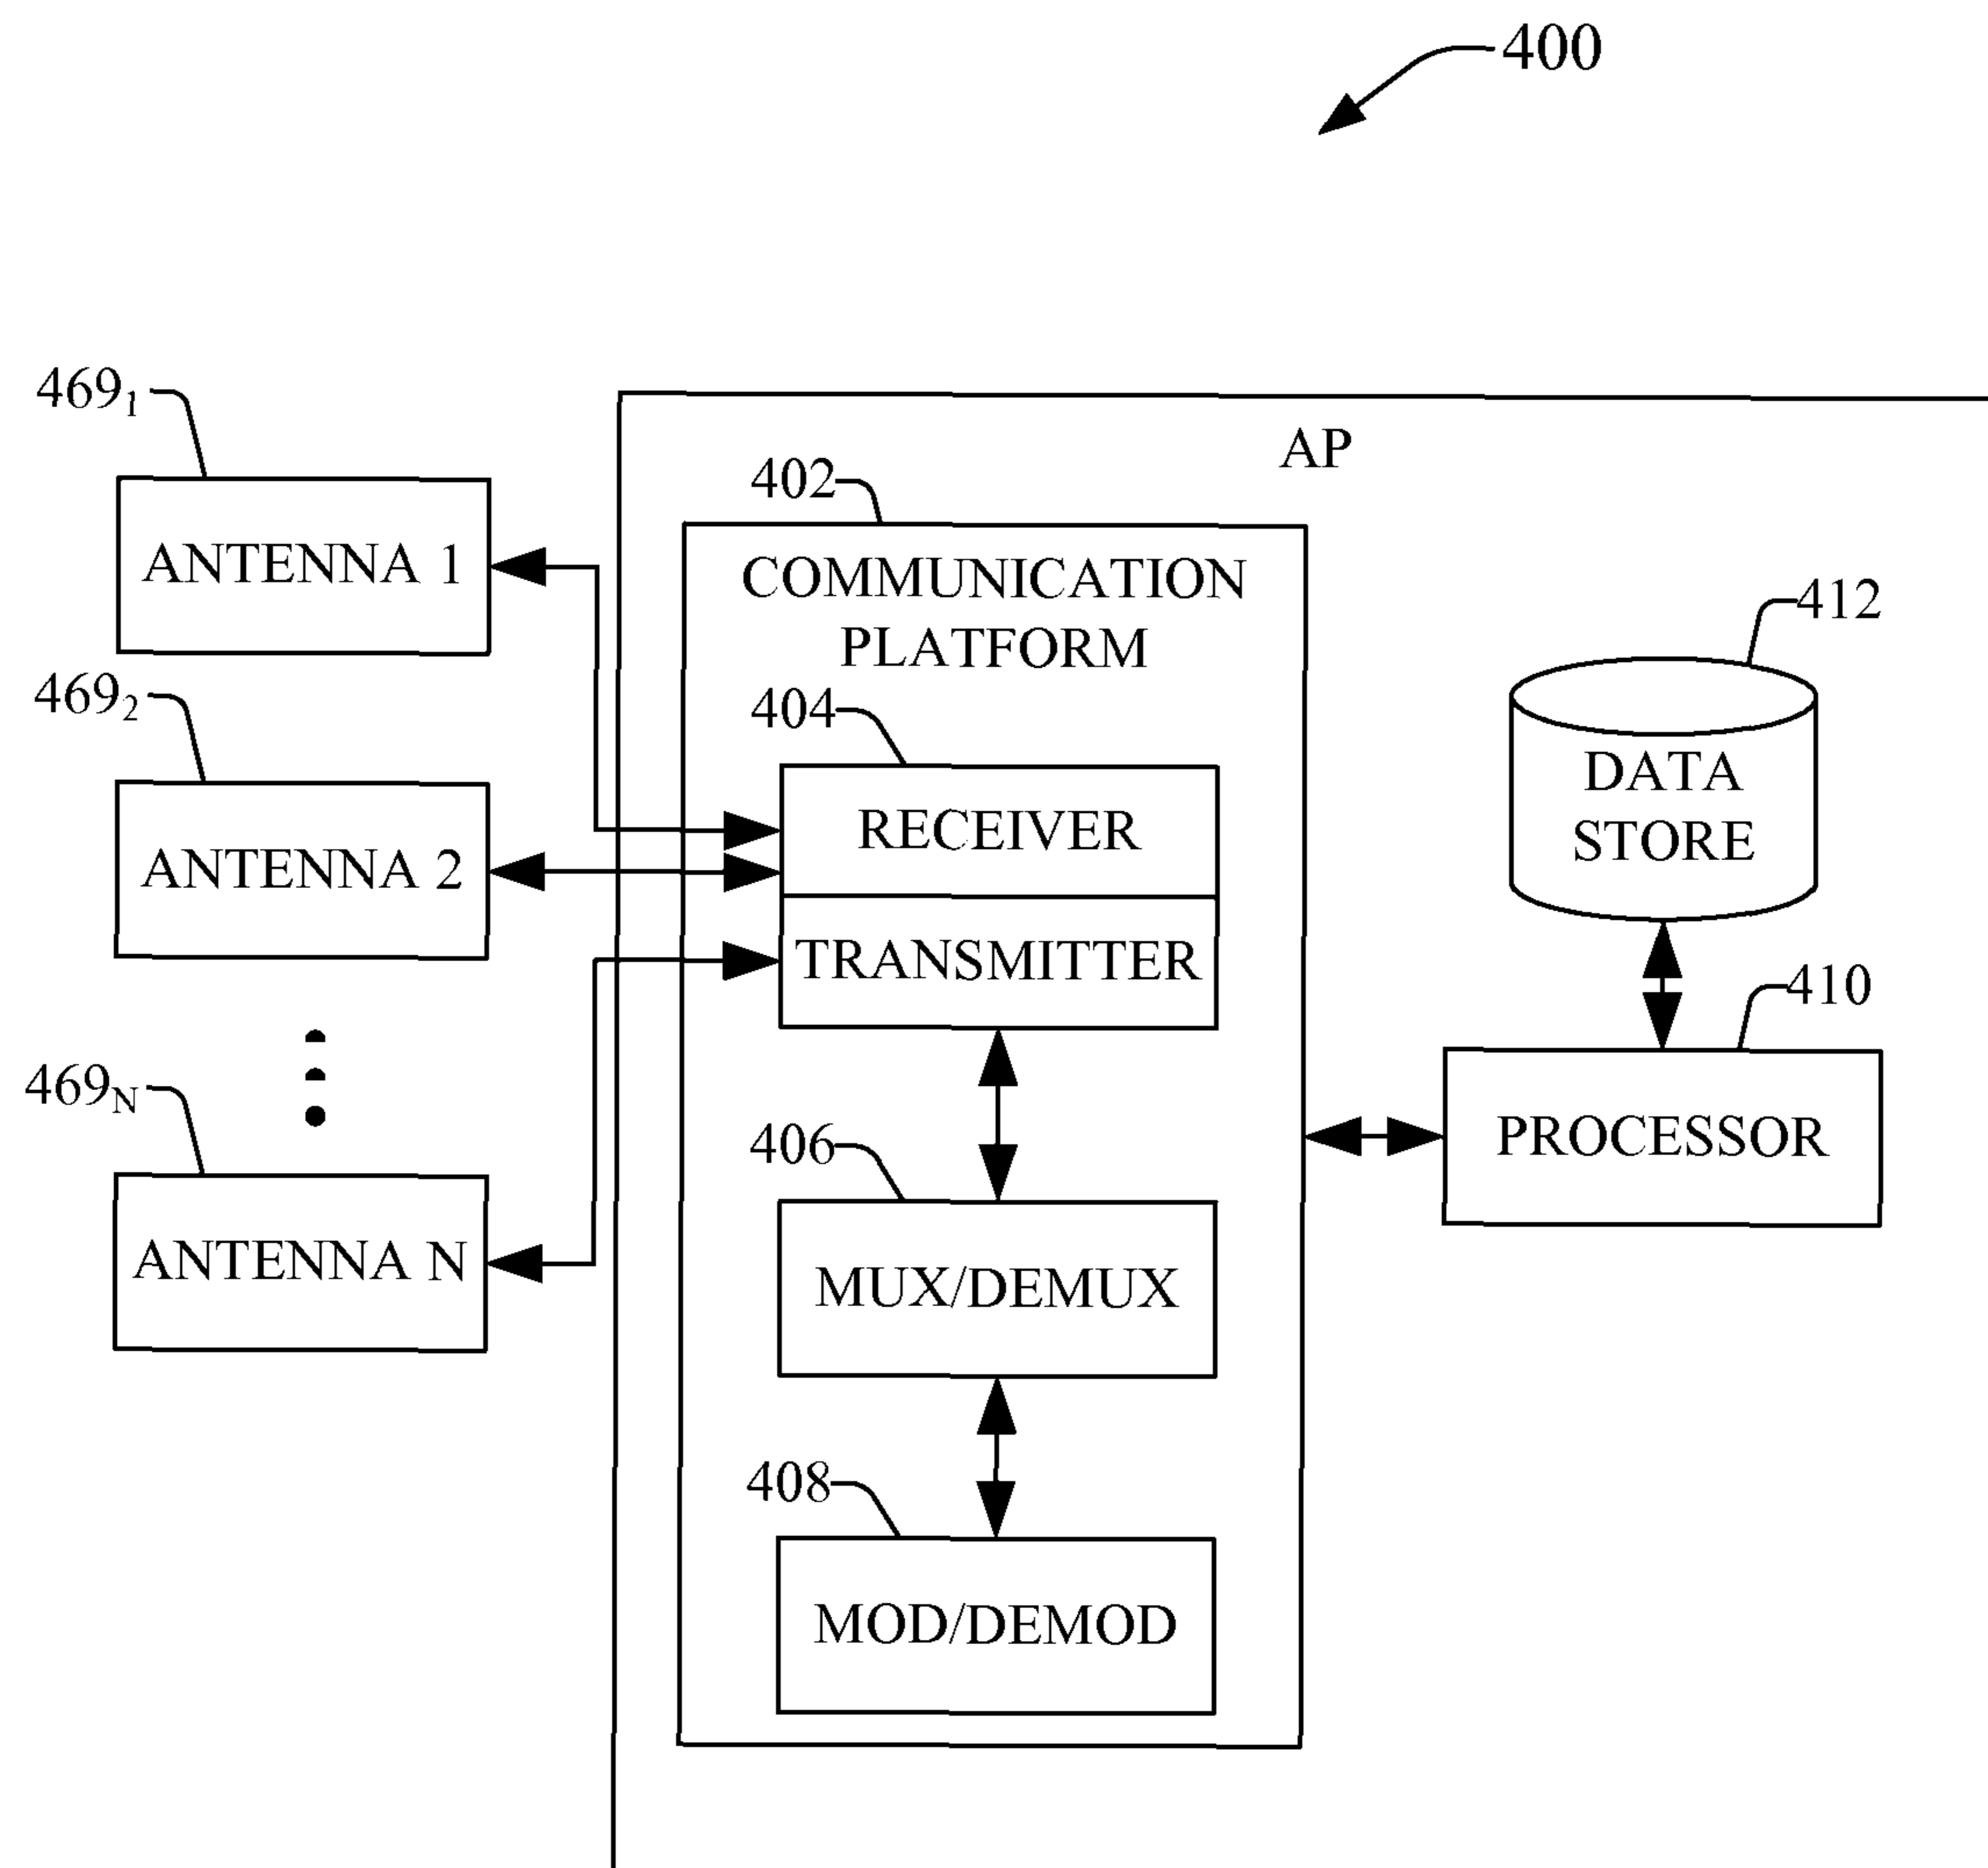 400
469₁
AP
402
ANTENNA 1
COMMUNICATION
PLATFORM
412
469₂
404
DATA
STORE
RECEIVER
ANTENNA 2
TRANSMITTER
410
469N
406
PROCESSOR
ANTENNA N
MUX/DEMUX
408
MOD/DEMOD